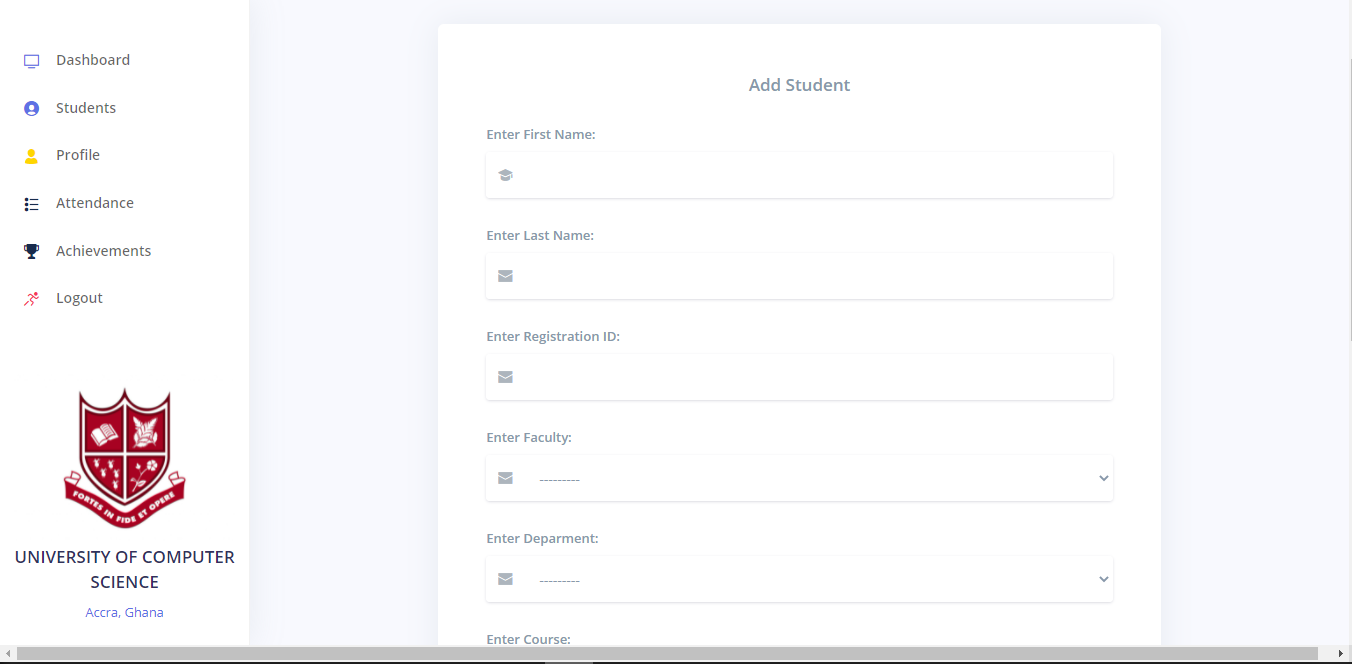 Dashboard
Students
Profile
Attendance
Achievements
Logout
FORTES IN FIDE ET OPERE
UNIVERSITY OF COMPUTER
SCIENCE
Accra, Ghana
Add Student
Enter First Name:
Enter Last Name:
Enter Registration ID:
Enter Faculty:
---------
Enter Deparment:
---------
Enter Course: